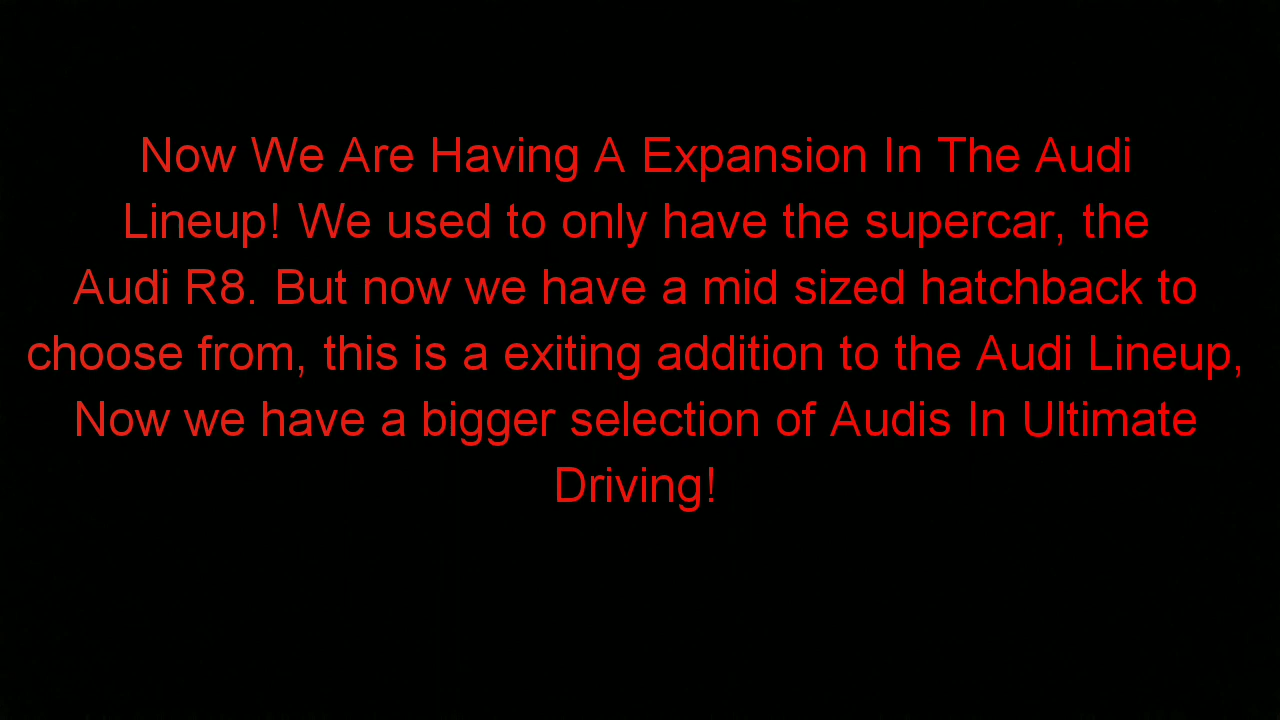 Now We Are Having A Expansion In The Audi
Lineup! We used to only have the supercar, the
Audi R8. But now we have a mid sized hatchback to
choose from, this is a exiting addition to the Audi Lineup,
Now we have a bigger selection of Audis In Ultimate
Driving!